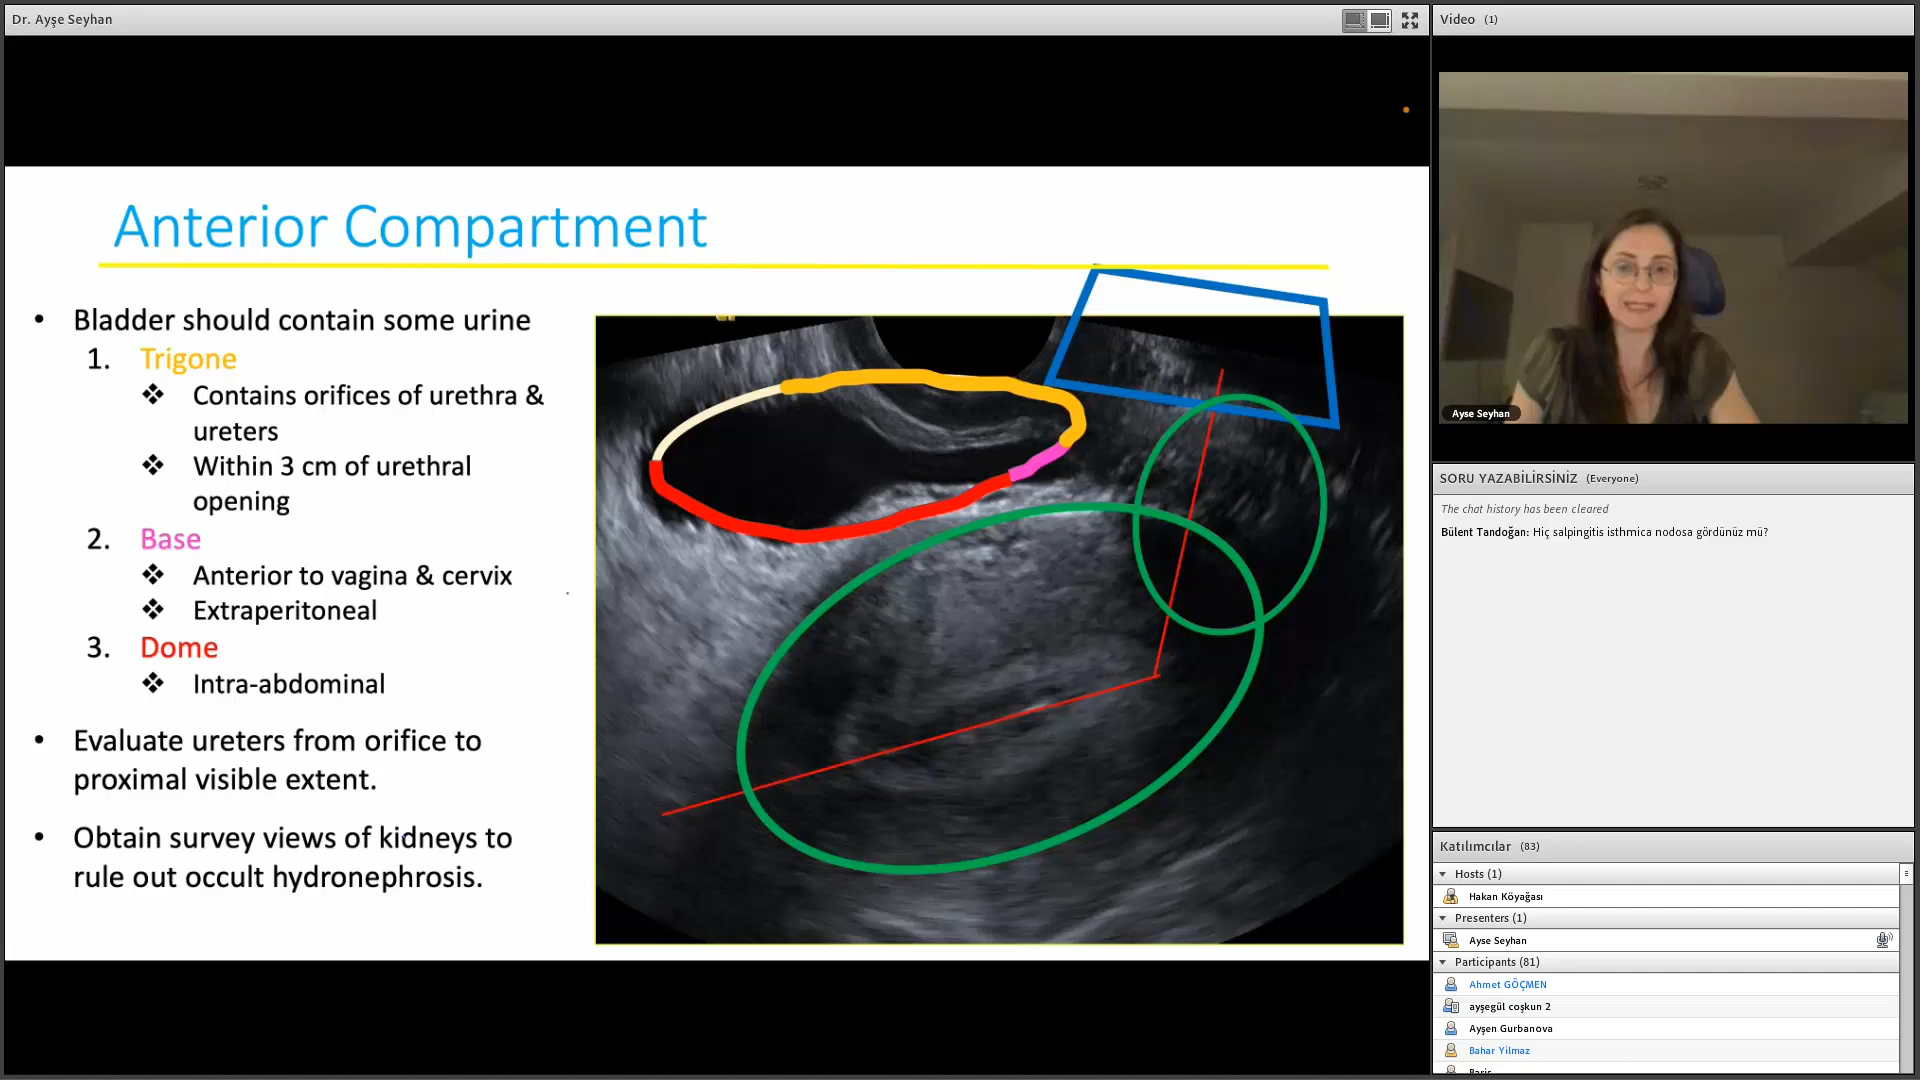 Dr. Ayşe Seyhan
Anterior Compartment
• Bladder should contain some urine
1. Trigone
❖ Contains orifices of urethra &
ureters
❖ Within 3 cm of urethral
opening
2. Base
❖ Anterior to vagina & cervix
❖ Extraperitoneal
3. Dome
❖ Intra-abdominal
• Evaluate ureters from orifice to
proximal visible extent.
• Obtain survey views of kidneys to
rule out occult hydronephrosis.
Video (1)
Ayse Seyhan
SORU YAZABİLİRSİNİZ (Everyone)
The chat history has been cleared
Bülent Tandoğan: Hiç salpingitis isthmica nodosa gördünüz mü?
Katılımcılar (83)
Hosts (1)
Hakan Köyağası
Presenters (1)
Ayse Seyhan
Participants (81)
Ahmet GÖÇMEN
ayşegül coşkun 2
Ayşen Gurbanova
Bahar Yilmaz